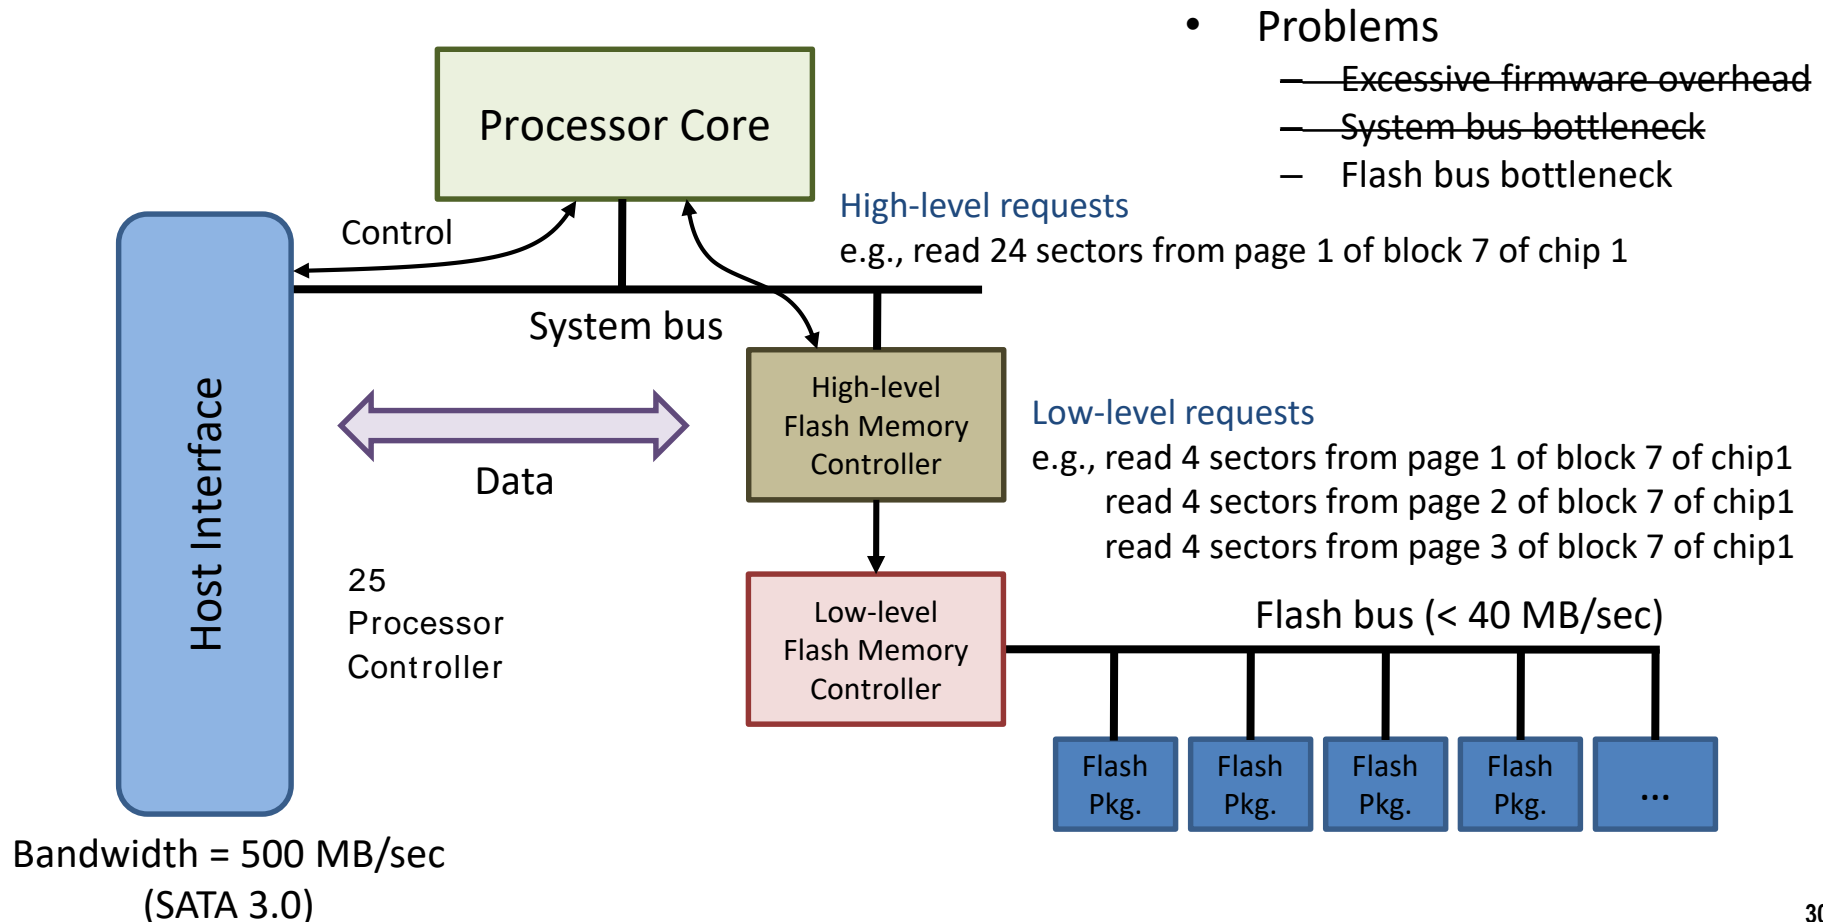 • Problems
– Excessive firmware overhead
– System bus bottleneck
– Flash bus bottleneck
Processor Core
High-level requests
e.g., read 24 sectors from page 1 of block 7 of chip 1
Control
System bus
Host Interface
Data
High-level
Flash Memory
Controller
Low-level requests
e.g., read 4 sectors from page 1 of block 7 of chip1
read 4 sectors from page 2 of block 7 of chip1
read 4 sectors from page 3 of block 7 of chip1
25
Processor
Controller
Low-level
Flash Memory
Controller
Flash bus (< 40 MB/sec)
Flash
Pkg.
Flash
Pkg.
Flash
Pkg.
Flash
Pkg.
...
Bandwidth = 500 MB/sec
(SATA 3.0)
30